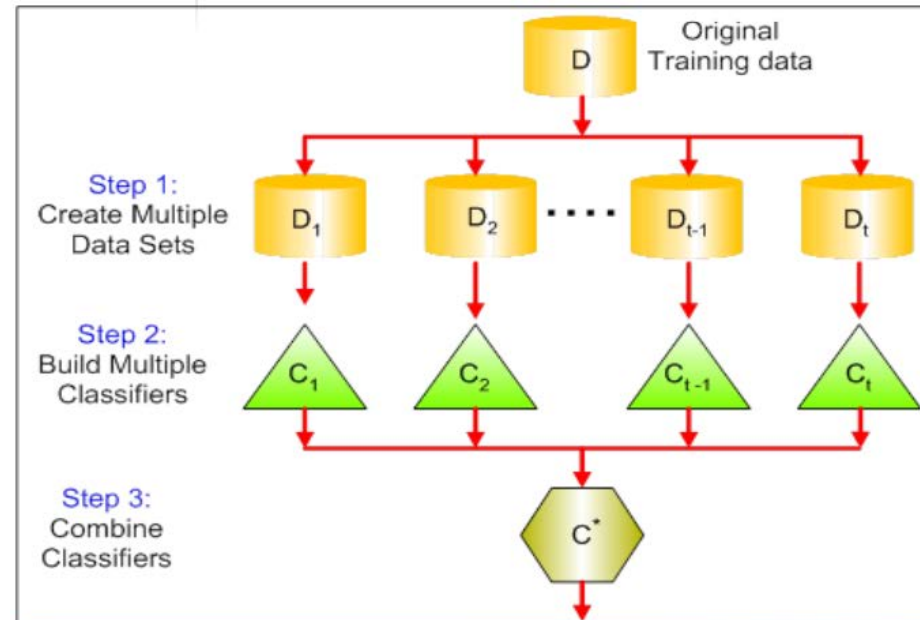 Original
Training data
D
Step 1:
Create Multiple
Data Sets
D₁
D₂
....
Dₜ₋₁
Dₜ
Step 2:
Build Multiple
Classifiers
C₁
C₂
Cₜ₋₁
Cₜ
Step 3:
Combine
Classifiers
C*